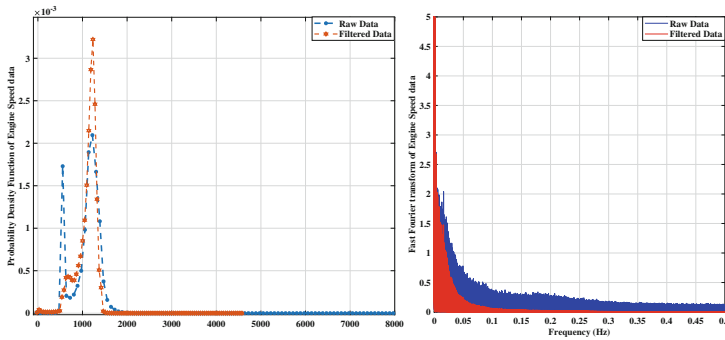 ×10⁻³
Raw Data
Filtered Data
Probability Density Function of Engine Speed data
3.5
3
2.5
2
1.5
1
0.5
0
0 1000 2000 3000 4000 5000 6000 7000 8000
Raw Data
Filtered Data
Fast Fourier transform of Engine Speed data
5
4.5
4
3.5
3
2.5
2
1.5
1
0.5
0
0 0.05 0.1 0.15 0.2 0.25 0.3 0.35 0.4 0.45 0.5
Frequency (Hz)